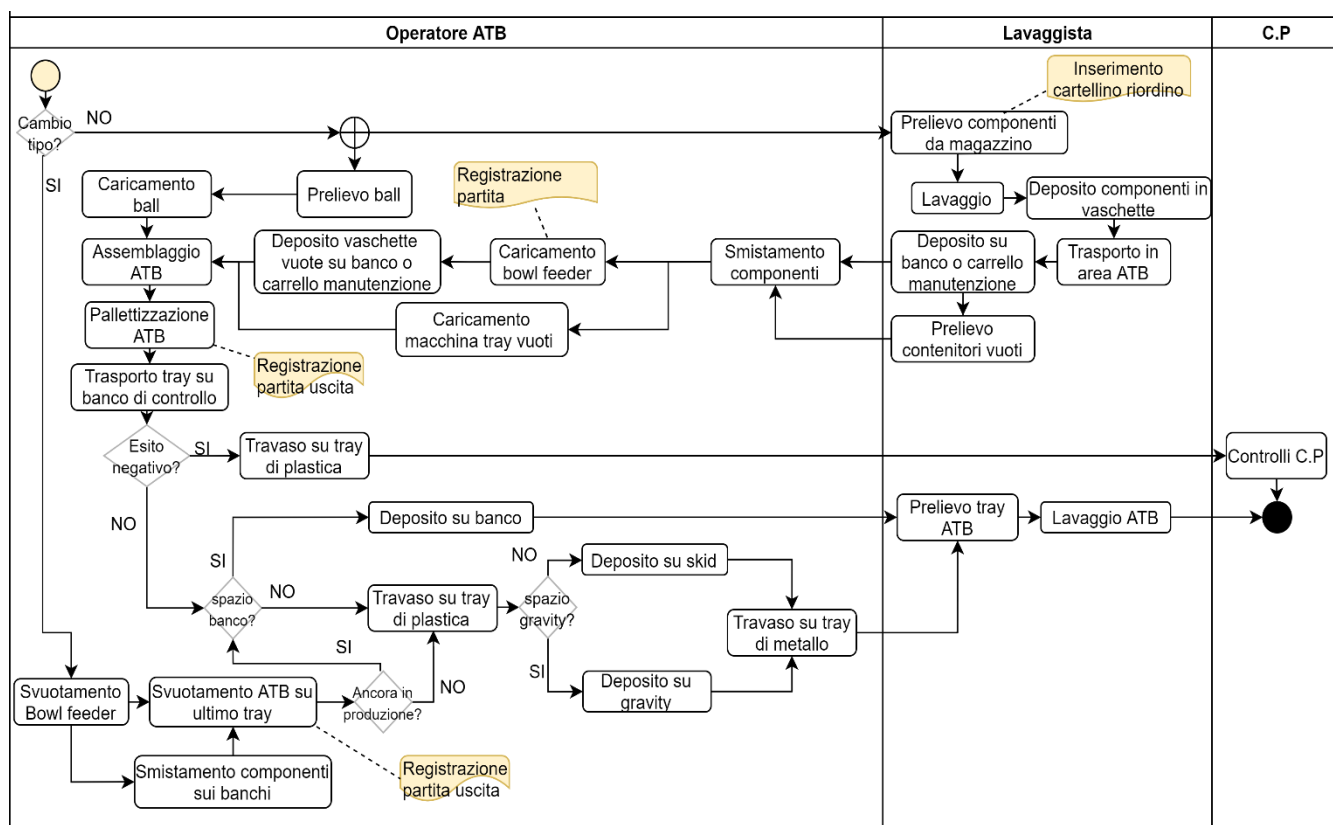 Operatore ATB
Lavaggista
C.P
Cambio
tipo?
NO
SI
Inserimento
cartellino riordino
Prelievo componenti
da magazzino
Caricamento
ball
Prelievo ball
Registrazione
partita
Lavaggio
Deposito componenti in
vaschette
Assemblaggio
ATB
Deposito vaschette
vuote su banco o
carrello manutenzione
Caricamento
bowl feeder
Smistamento
componenti
Deposito su
banco o carrello
manutenzione
Trasporto in
area ATB
Pallettizzazione
ATB
Caricamento
macchina tray vuoti
Prelievo
contenitori vuoti
Registrazione
partita uscita
Trasporto tray su
banco di controllo
Esito
negativo?
SI
Travaso su tray
di plastica
Controlli C.P
NO
SI
Deposito su banco
Prelievo tray
ATB
Lavaggio ATB
spazio
banco?
NO
Travaso su tray
di plastica
NO
spazio
gravity?
Deposito su skid
Travaso su tray
di metallo
SI
Deposito su
gravity
SI
NO
Svuotamento
Bowl feeder
Svuotamento ATB su
ultimo tray
Ancora in
produzione?
Smistamento componenti
sui banchi
Registrazione
partita uscita